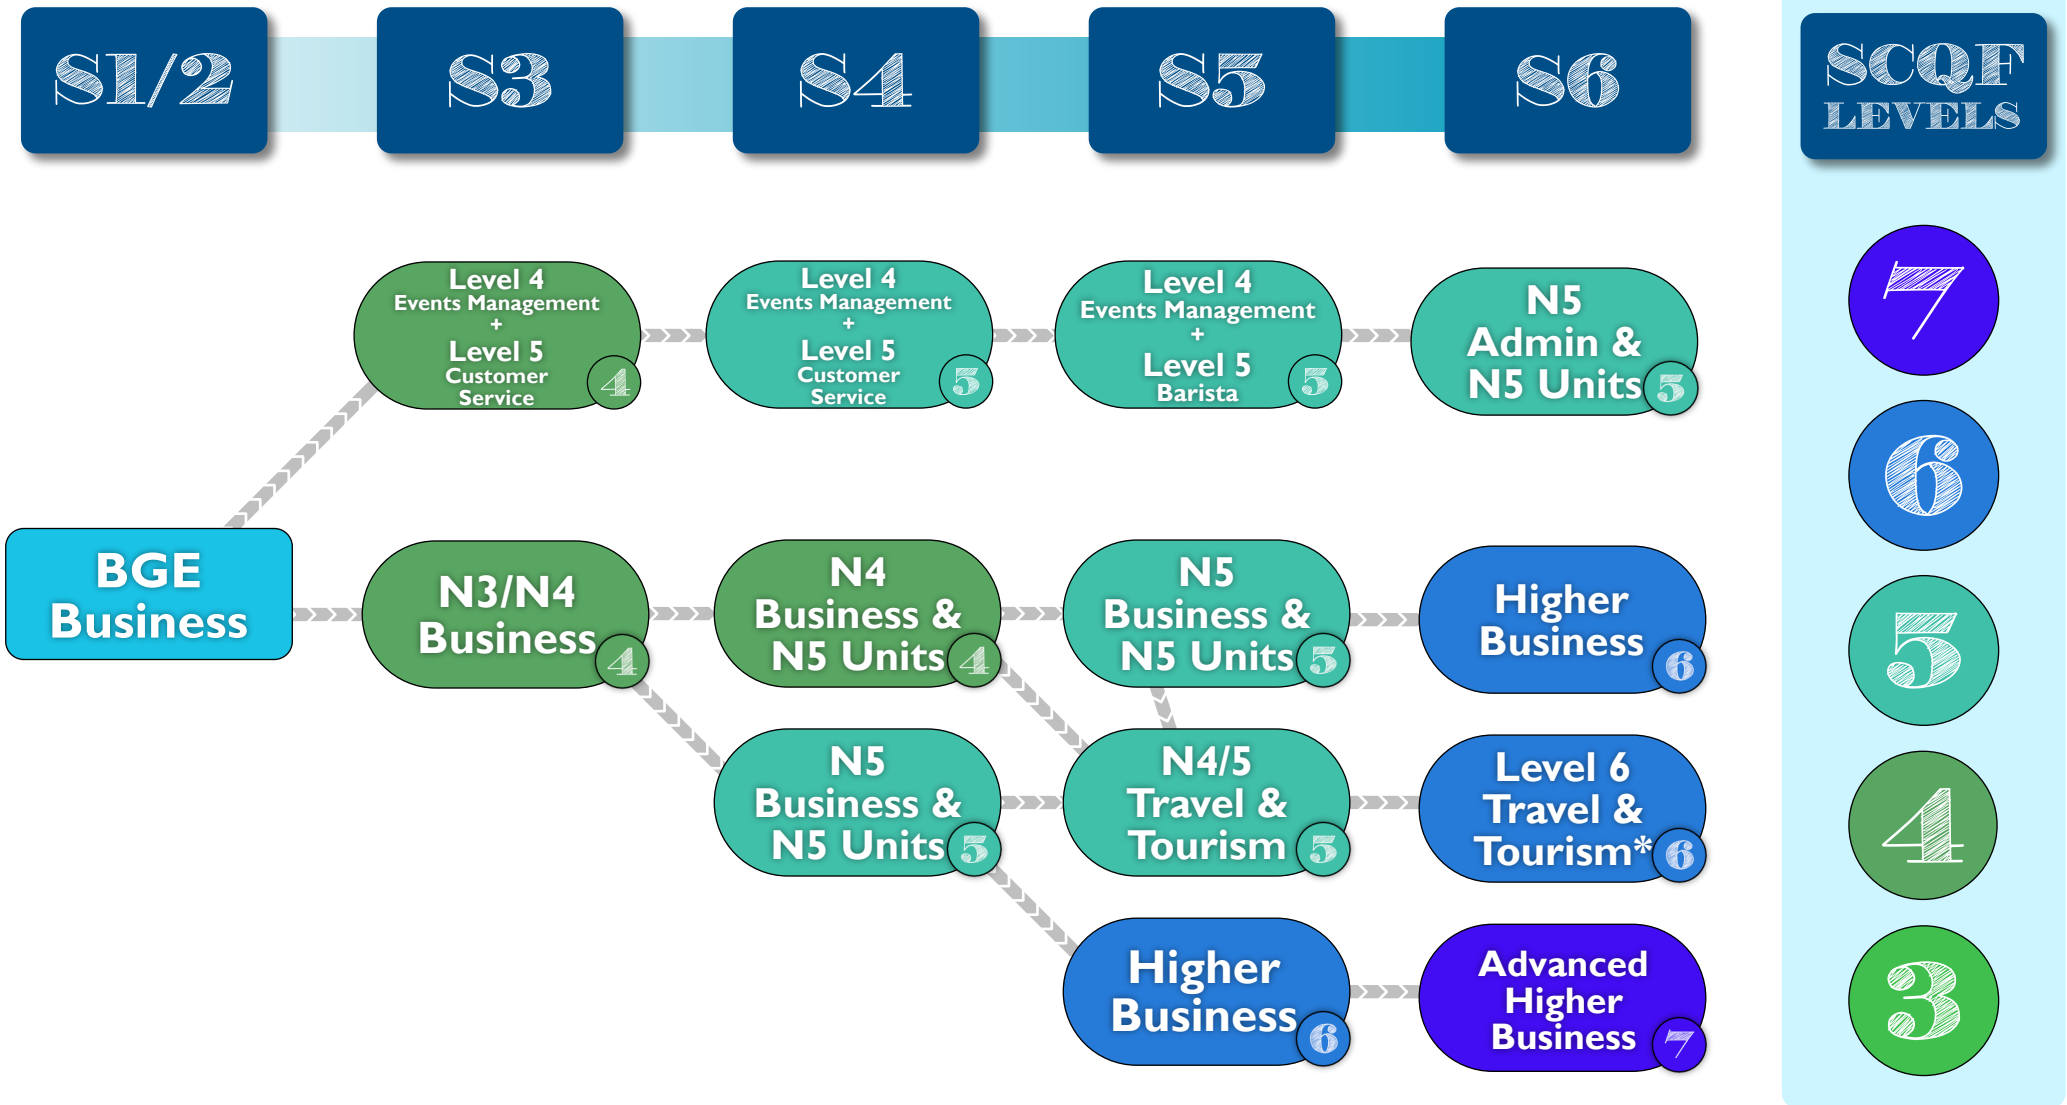 S1/2
S3
S4
S5
S6
SCQF
LEVELS
Level 4
Events Management
+
Level 5
Customer
Service
4
Level 4
Events Management
+
Level 5
Customer
Service
5
Level 4
Events Management
+
Level 5
Barista
5
N5
Admin &
N5 Units
5
BGE
Business
N3/N4
Business
4
N4
Business &
N5 Units
4
N5
Business &
N5 Units
5
Higher
Business
6
N5
Business &
N5 Units
5
N4/5
Travel &
Tourism
5
Level 6
Travel &
Tourism*
6
Higher
Business
6
Advanced
Higher
Business
7
7
6
5
4
3